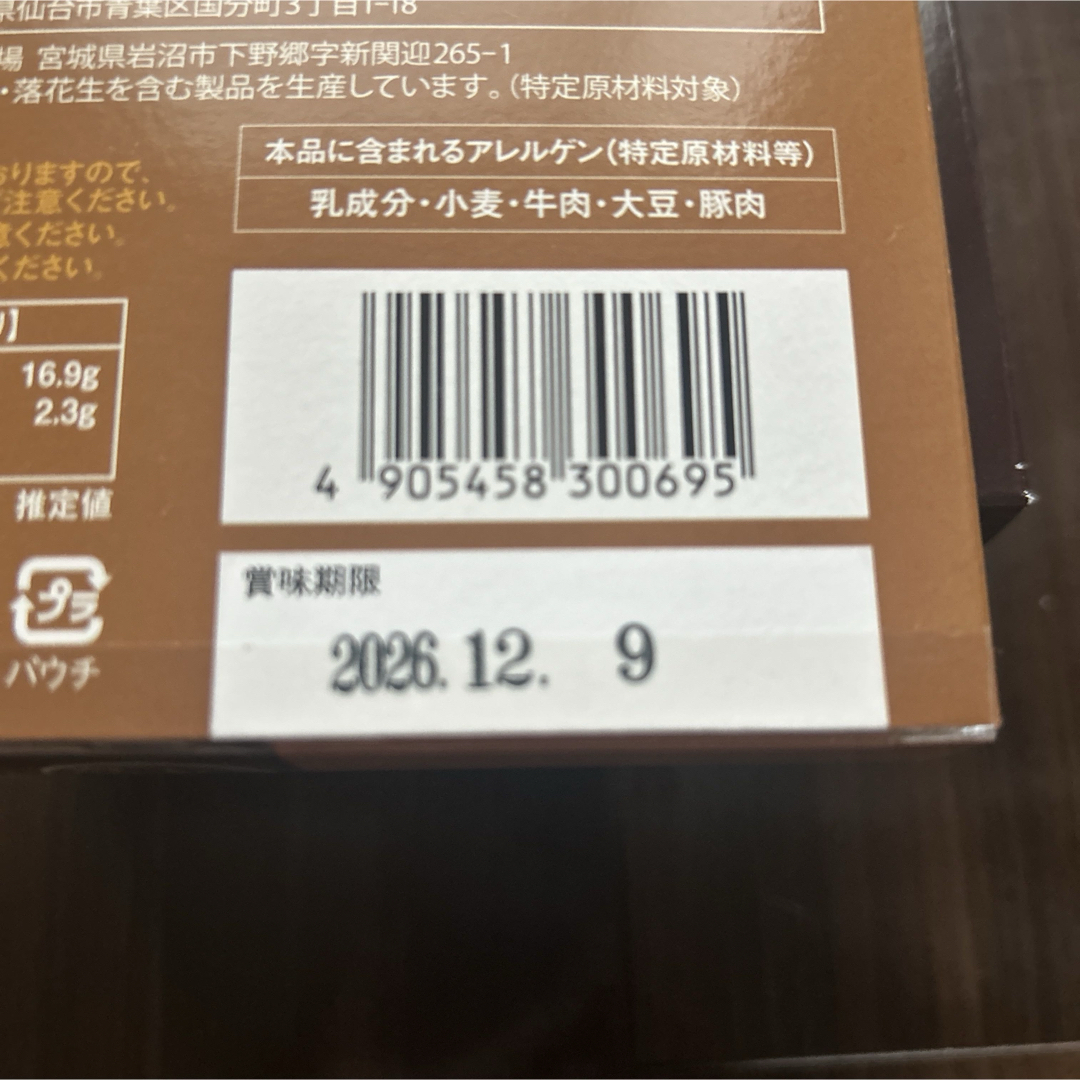 県仙台市青葉区国分町3丁目1-18
場 宮城県岩沼市下野郷字新関迎265-1
・落花生を含む製品を生産しています。(特定原材料対象)
本品に含まれるアレルゲン(特定原材料等)
乳成分・小麦・牛肉・大豆・豚肉
おりますので、
ご注意ください。
意ください。
ください。
リ】
16.9g
2.3g
推定値
4 905458 300695
プラ
パウチ
賞味期限
2026.12. 9